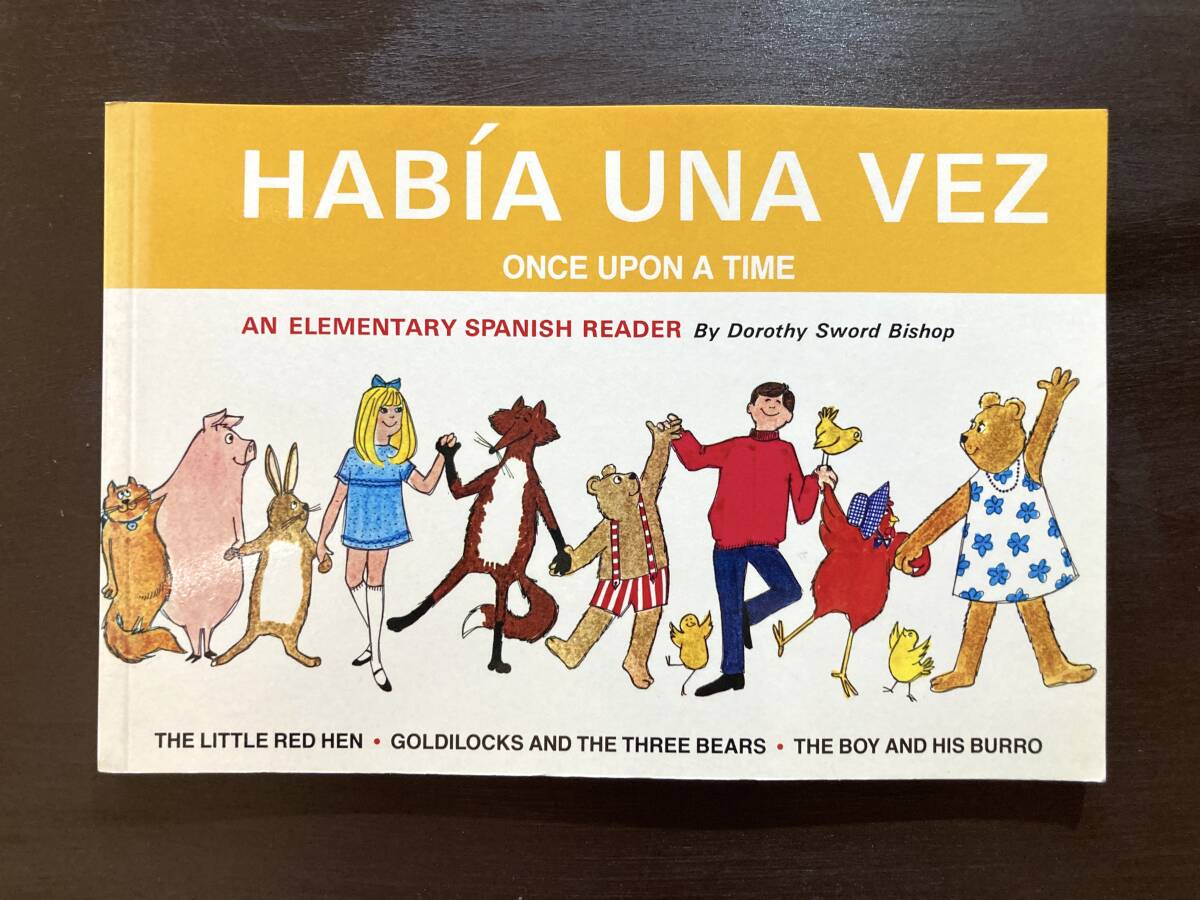 HABÍA UNA VEZ
ONCE UPON A TIME
AN ELEMENTARY SPANISH READER By Dorothy Sword Bishop
THE LITTLE RED HEN • GOLDILOCKS AND THE THREE BEARS • THE BOY AND HIS BURRO